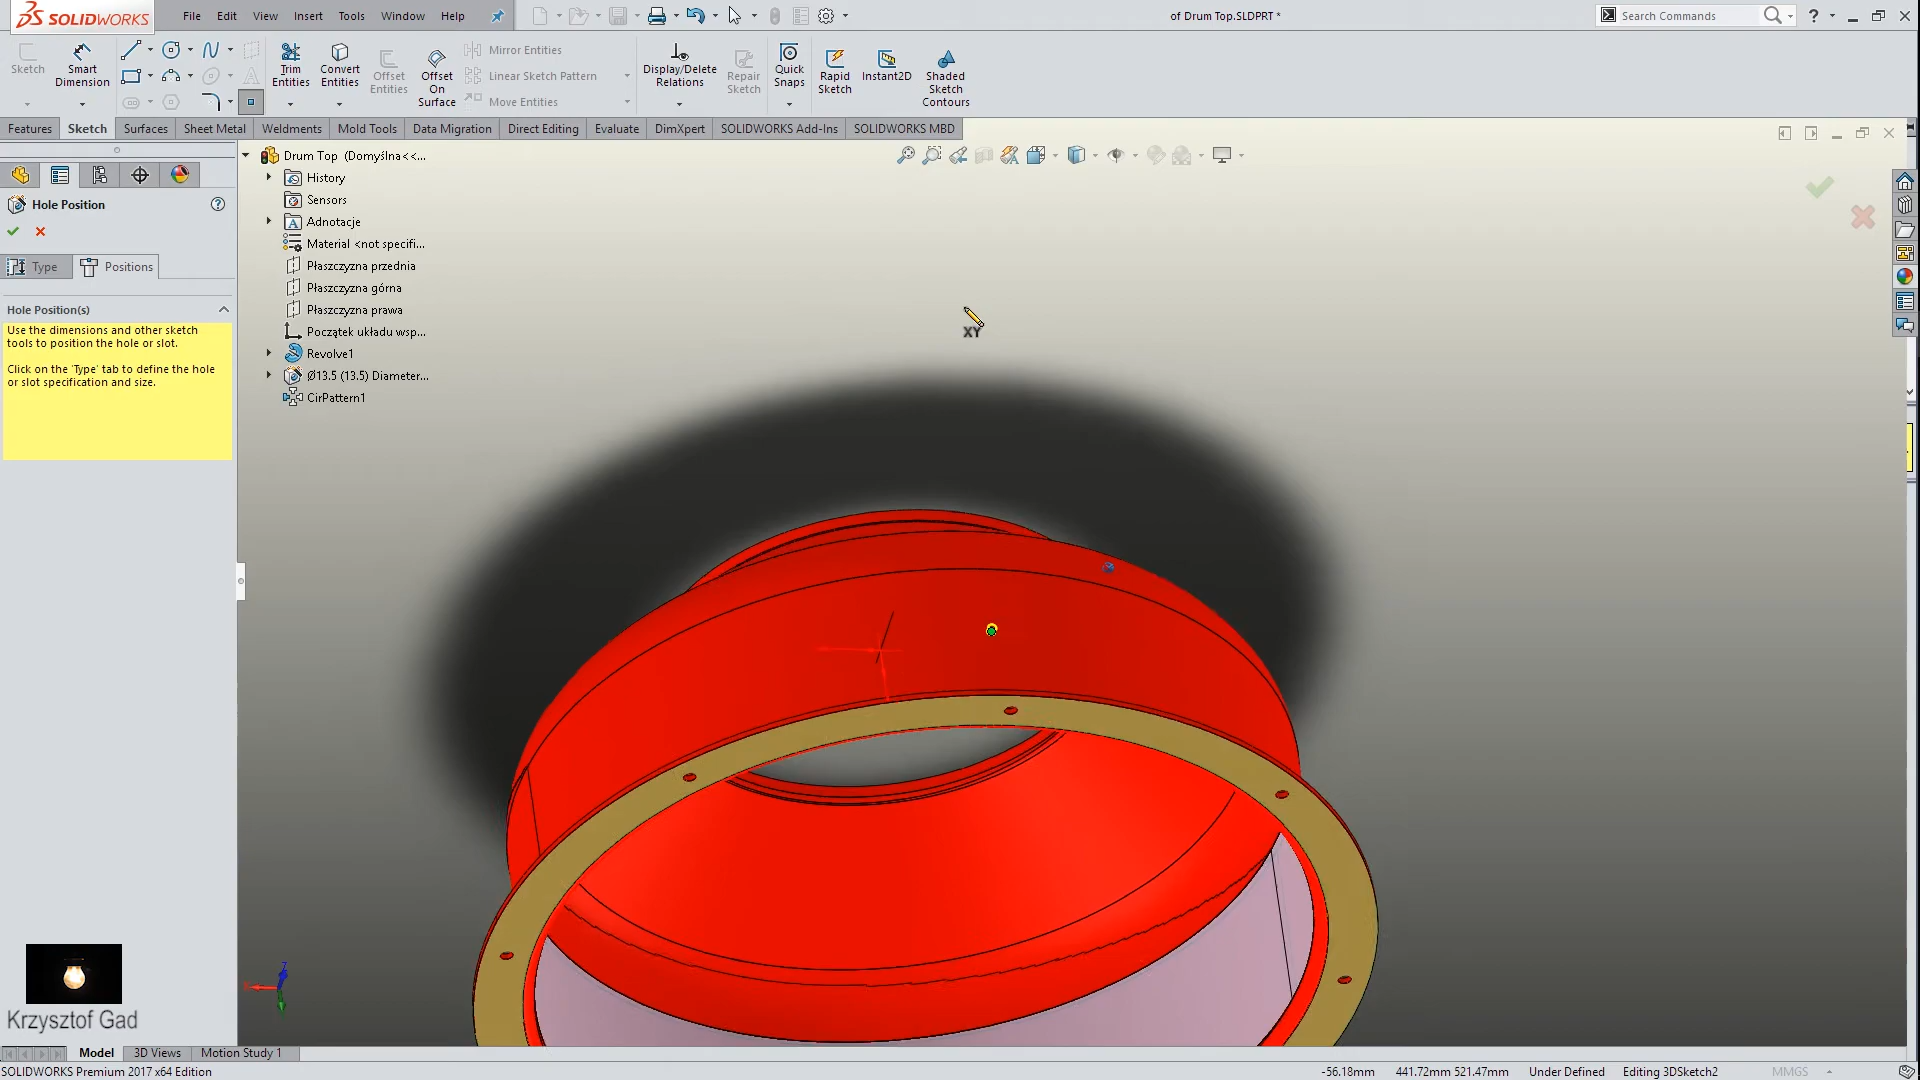 SOLIDWORKS
File Edit View Insert Tools Window Help
of Drum Top.SLDPRT *
Search Commands
Sketch
Smart Dimension
Trim Entities
Convert Entities
Offset Entities
Offset On Surface
Mirror Entities
Linear Sketch Pattern
Move Entities
Display/Delete Relations
Repair Sketch
Quick Snaps
Rapid Sketch
Instant2D
Shaded Sketch Contours
Features Sketch Surfaces Sheet Metal Weldments Mold Tools Data Migration Direct Editing Evaluate DimXpert SOLIDWORKS Add-Ins SOLIDWORKS MBD
Hole Position
Type Positions
Hole Position(s)
Use the dimensions and other sketch
tools to position the hole or slot.
Click on the 'Type' tab to define the hole
or slot specification and size.
Drum Top (Domyślna<<...
History
Sensors
Adnotacje
Material <not specifi...
Płaszczyzna przednia
Płaszczyzna górna
Płaszczyzna prawa
Początek układu wsp...
Revolve1
Ø13.5 (13.5) Diameter...
CirPattern1
XY
Z
Krzysztof Gad
Model 3D Views Motion Study 1
SOLIDWORKS Premium 2017 x64 Edition
-56.18mm 441.72mm 521.47mm Under Defined Editing 3DSketch2 MMGS